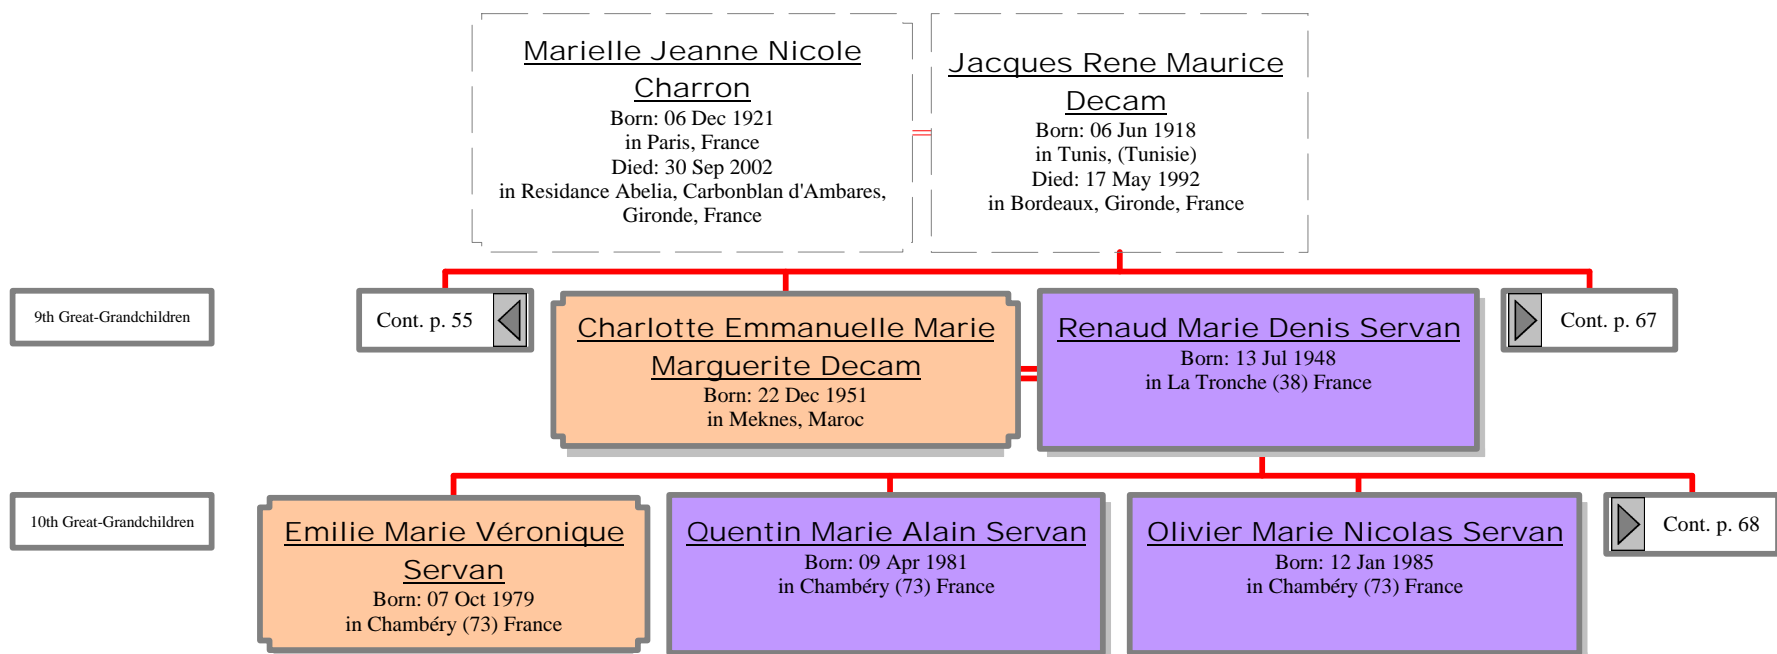 Marielle Jeanne Nicole
Charron
Born: 06 Dec 1921
in Paris, France
Died: 30 Sep 2002
in Residance Abelia, Carbonblan d'Ambares,
Gironde, France
Jacques Rene Maurice
Decam
Born: 06 Jun 1918
in Tunis, (Tunisie)
Died: 17 May 1992
in Bordeaux, Gironde, France
9th Great-Grandchildren
Cont. p. 55
Charlotte Emmanuelle Marie
Marguerite Decam
Born: 22 Dec 1951
in Meknes, Maroc
Renaud Marie Denis Servan
Born: 13 Jul 1948
in La Tronche (38) France
Cont. p. 67
10th Great-Grandchildren
Emilie Marie Véronique
Servan
Born: 07 Oct 1979
in Chambéry (73) France
Quentin Marie Alain Servan
Born: 09 Apr 1981
in Chambéry (73) France
Olivier Marie Nicolas Servan
Born: 12 Jan 1985
in Chambéry (73) France
Cont. p. 68